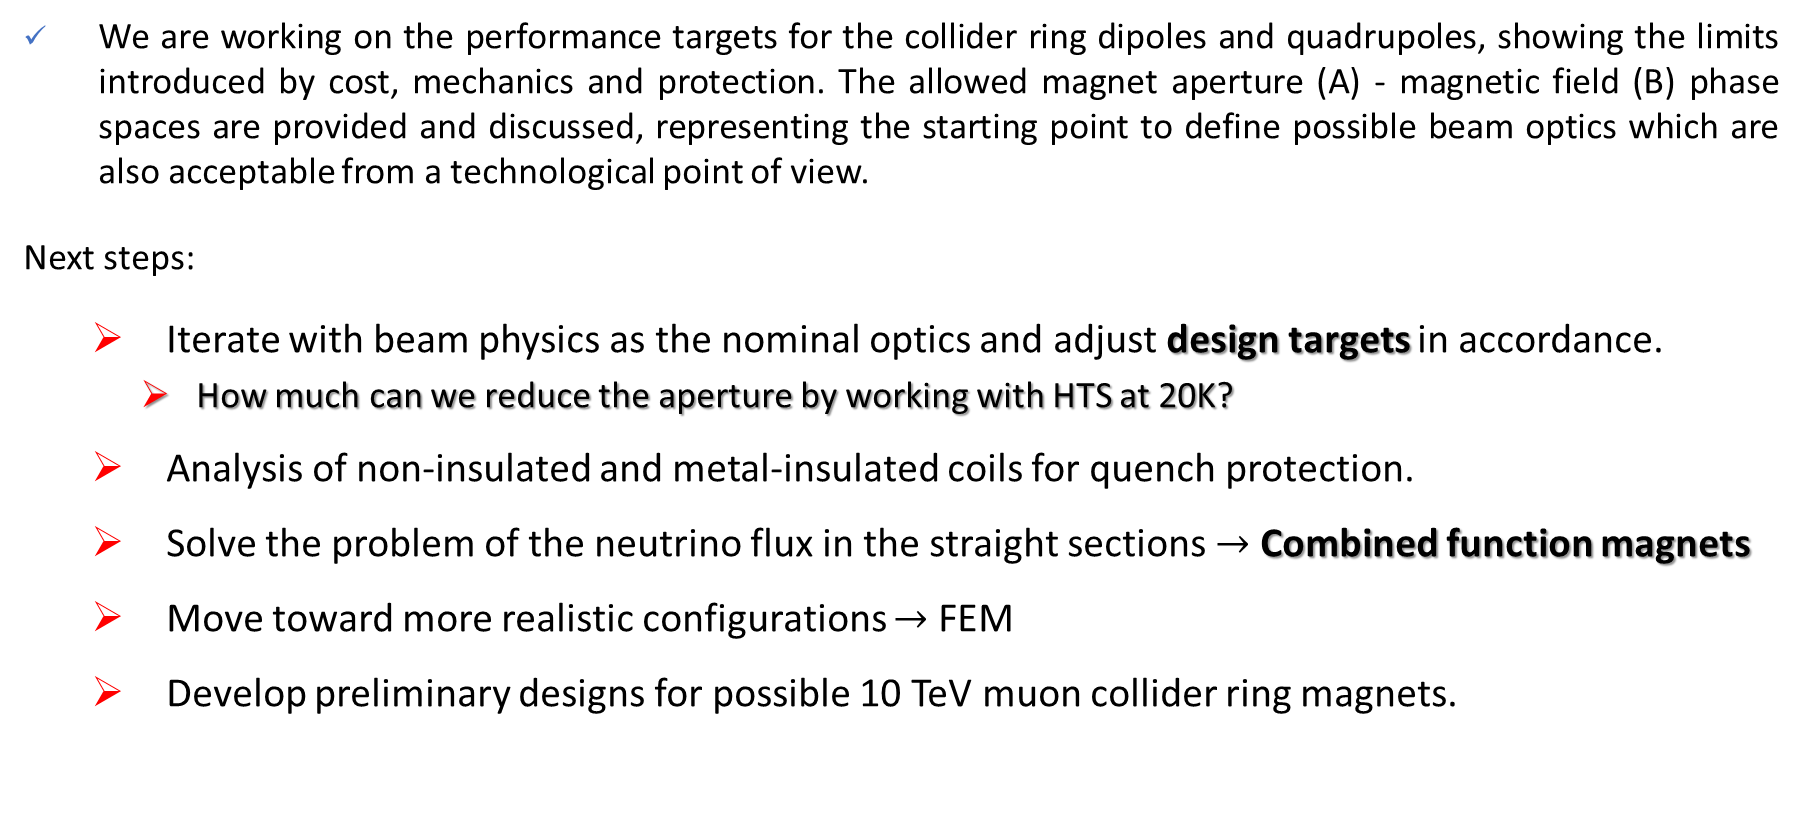 ✓ We are working on the performance targets for the collider ring dipoles and quadrupoles, showing the limits
introduced by cost, mechanics and protection. The allowed magnet aperture (A) - magnetic field (B) phase
spaces are provided and discussed, representing the starting point to define possible beam optics which are
also acceptable from a technological point of view.
Next steps:
➢ Iterate with beam physics as the nominal optics and adjust design targets in accordance.
➢ How much can we reduce the aperture by working with HTS at 20K?
➢ Analysis of non-insulated and metal-insulated coils for quench protection.
➢ Solve the problem of the neutrino flux in the straight sections → Combined function magnets
➢ Move toward more realistic configurations → FEM
➢ Develop preliminary designs for possible 10 TeV muon collider ring magnets.